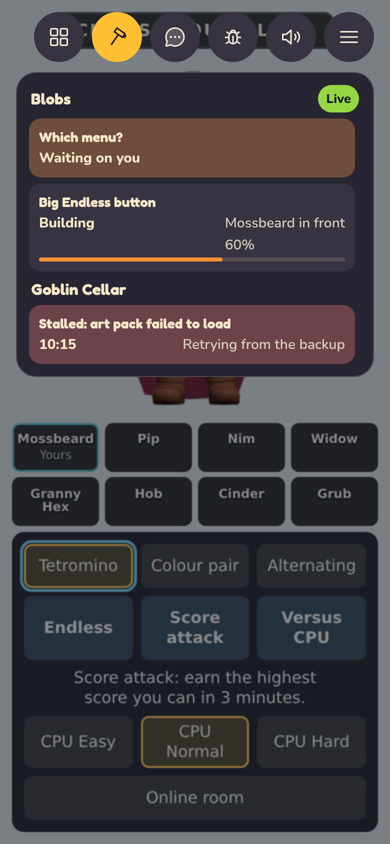 Blobs
Live
Which menu?
Waiting on you
Big Endless button
Building
Mossbeard in front
60%
Goblin Cellar
Stalled: art pack failed to load
10:15
Retrying from the backup
Mossbeard
Yours
Pip
Nim
Widow
Granny
Hex
Hob
Cinder
Grub
Tetromino
Colour pair
Alternating
Endless
Score
attack
Versus
CPU
Score attack: earn the highest
score you can in 3 minutes.
CPU Easy
CPU
Normal
CPU Hard
Online room